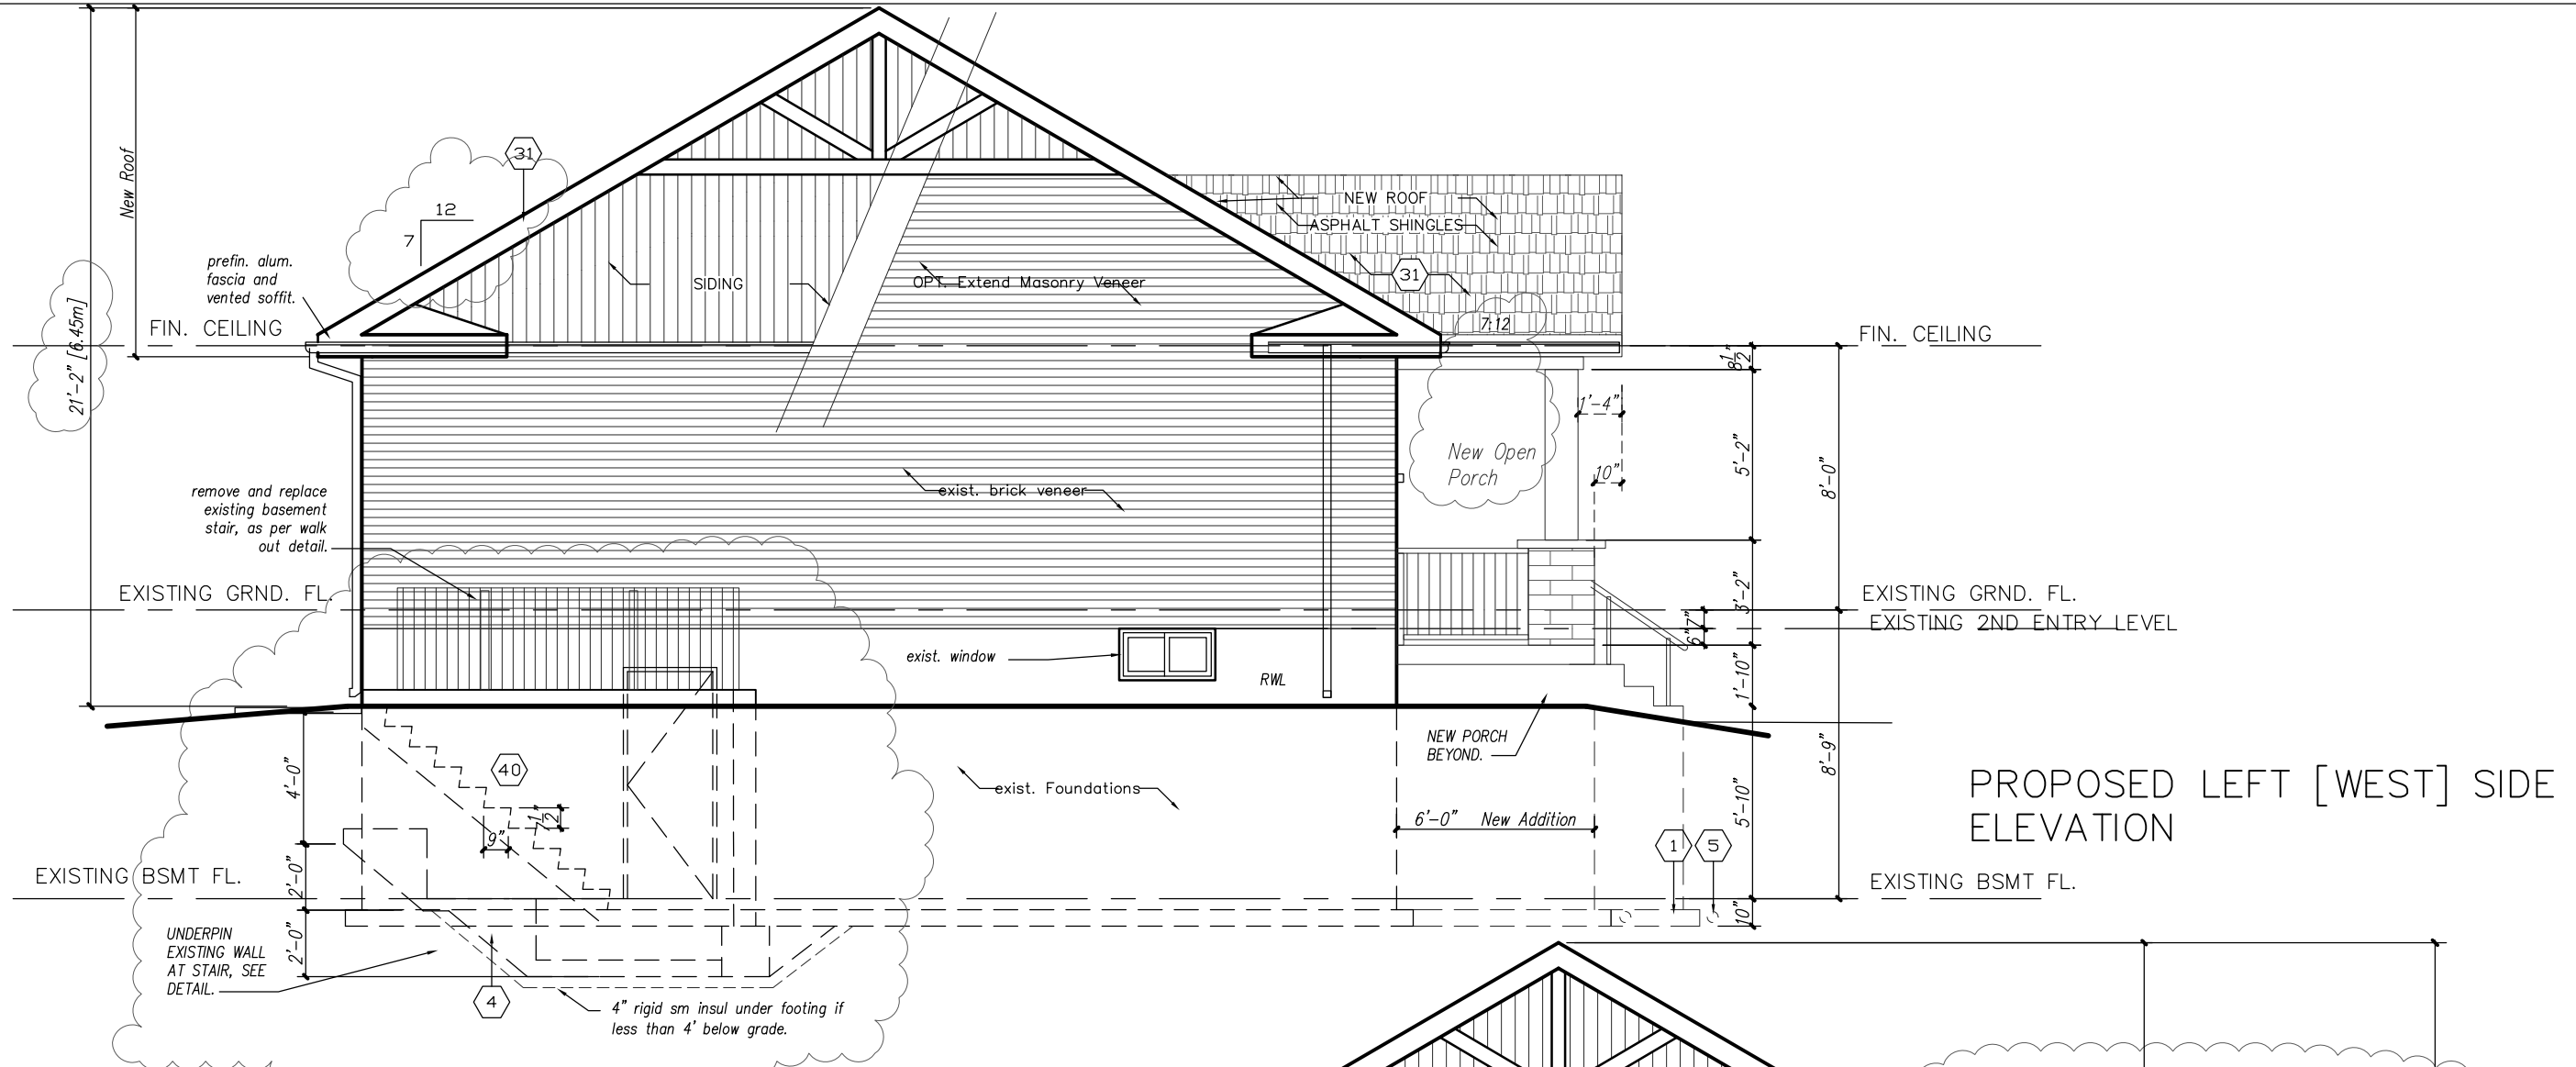 New Roof
21'-2" [6.45m]
31
12
7
prefin. alum.
fascia and
vented soffit.
FIN. CEILING
SIDING
OPT. Extend Masonry Veneer
NEW ROOF
ASPHALT SHINGLES
31
7:12
FIN. CEILING
8 1/2"
1'-4"
10"
5'-2"
8'-0"
New Open
Porch
exist. brick veneer
remove and replace
existing basement
stair, as per walk
out detail.
EXISTING GRND. FL.
EXISTING GRND. FL.
EXISTING 2ND ENTRY LEVEL
3'-2"
7"
6"
exist. window
RWL
1'-10"
NEW PORCH
BEYOND.
4'-0"
40
7 1/2"
9"
exist. Foundations
6'-0" New Addition
5'-10"
8'-9"
PROPOSED LEFT [WEST] SIDE
ELEVATION
1
5
EXISTING BSMT FL.
2'-0"
EXISTING BSMT FL.
10"
2'-0"
UNDERPIN
EXISTING WALL
AT STAIR, SEE
DETAIL.
4
4" rigid sm insul under footing if
less than 4' below grade.